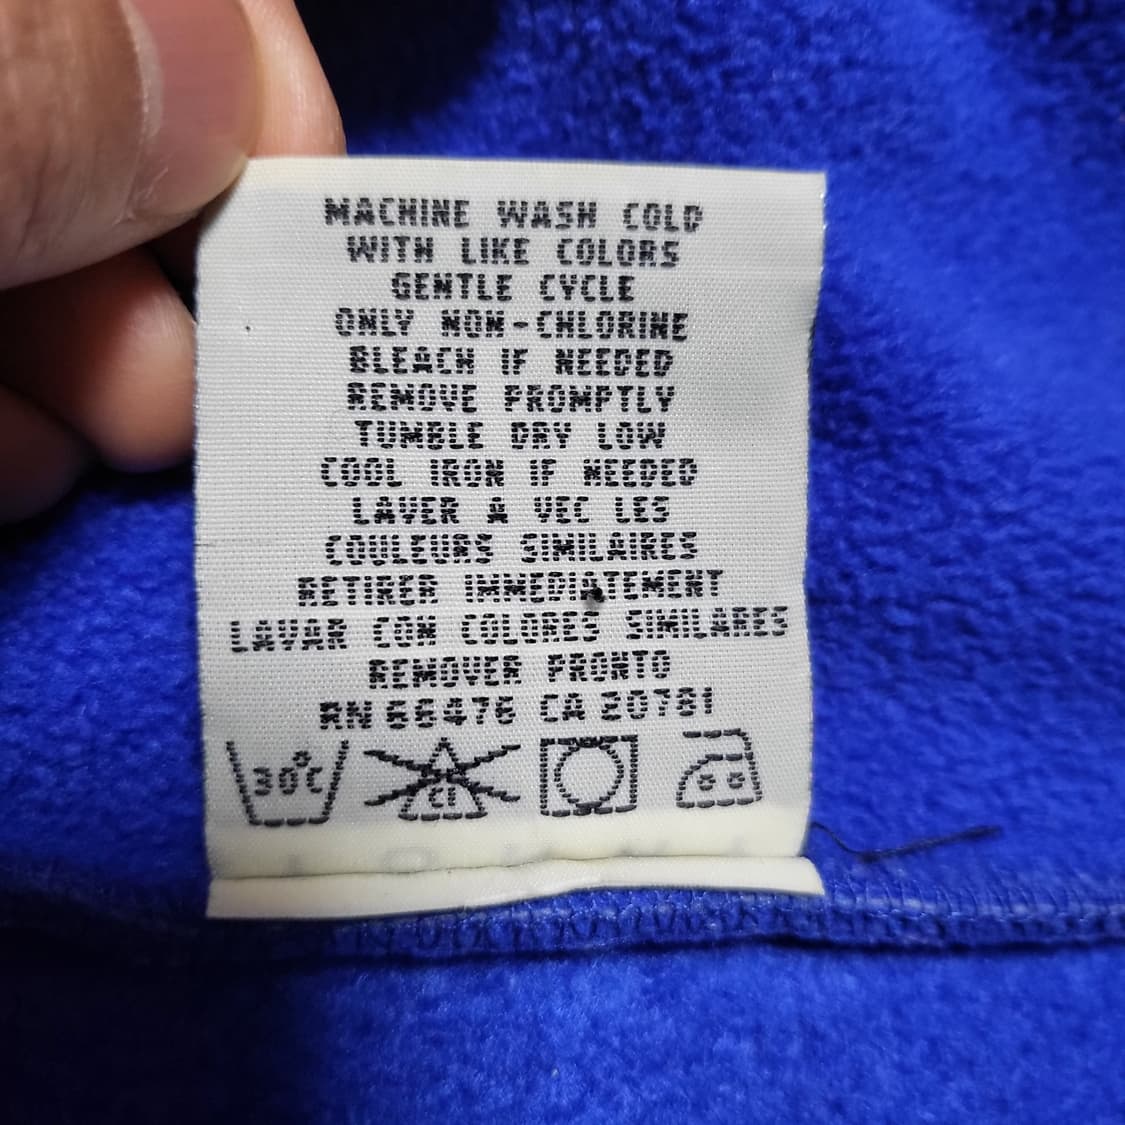 MACHINE WASH COLD
WITH LIKE COLORS
GENTLE CYCLE
ONLY NON-CHLORINE
BLEACH IF NEEDED
REMOVE PROMPTLY
TUMBLE DRY LOW
COOL IRON IF NEEDED
LAVER A VEC LES
COULEURS SIMILAIRES
RETIRER IMMEDIATEMENT
LAVAR CON COLORES SIMILARES
REMOVER PRONTO
RN 66476 CA 20781
30°C Cl